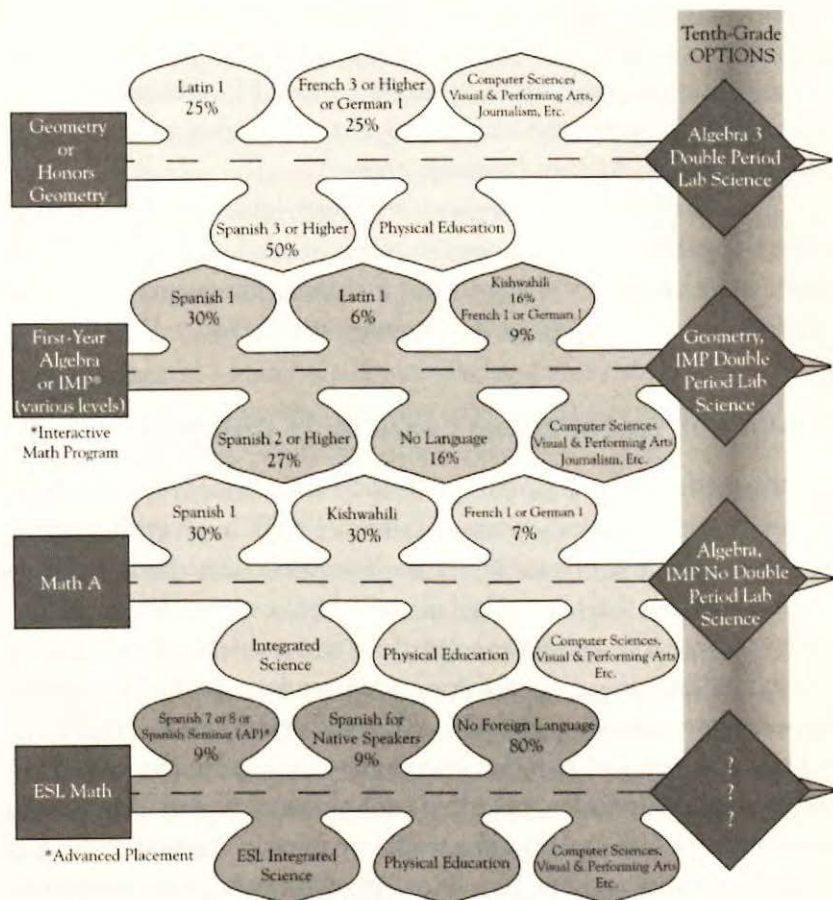 Tenth-Grade
OPTIONS
Latin 1
25%
French 3 or Higher
or German 1
25%
Computer Sciences
Visual & Performing Arts,
Journalism, Etc.
Geometry
or
Honors
Geometry
Algebra 3
Double Period
Lab Science
Spanish 3 or Higher
50%
Physical Education
Spanish 1
30%
Latin 1
6%
Kishwahili
16%
French 1 or German 1
9%
First-Year
Algebra
or IMP*
(various levels)
Geometry,
IMP Double
Period Lab
Science
*Interactive
Math Program
Spanish 2 or Higher
27%
No Language
16%
Computer Sciences
Visual & Performing Arts
Journalism, Etc.
Spanish 1
30%
Kishwahili
30%
French 1 or German 1
7%
Math A
Algebra,
IMP No Double
Period Lab
Science
Integrated
Science
Physical Education
Computer Sciences,
Visual & Performing Arts
Etc.
Spanish 7 or 8 or
Spanish Seminar (AP)*
9%
Spanish for
Native Speakers
9%
No Foreign Language
80%
ESL Math
?
?
?
*Advanced Placement
ESL Integrated
Science
Physical Education
Computer Sciences,
Visual & Performing Arts
Etc.